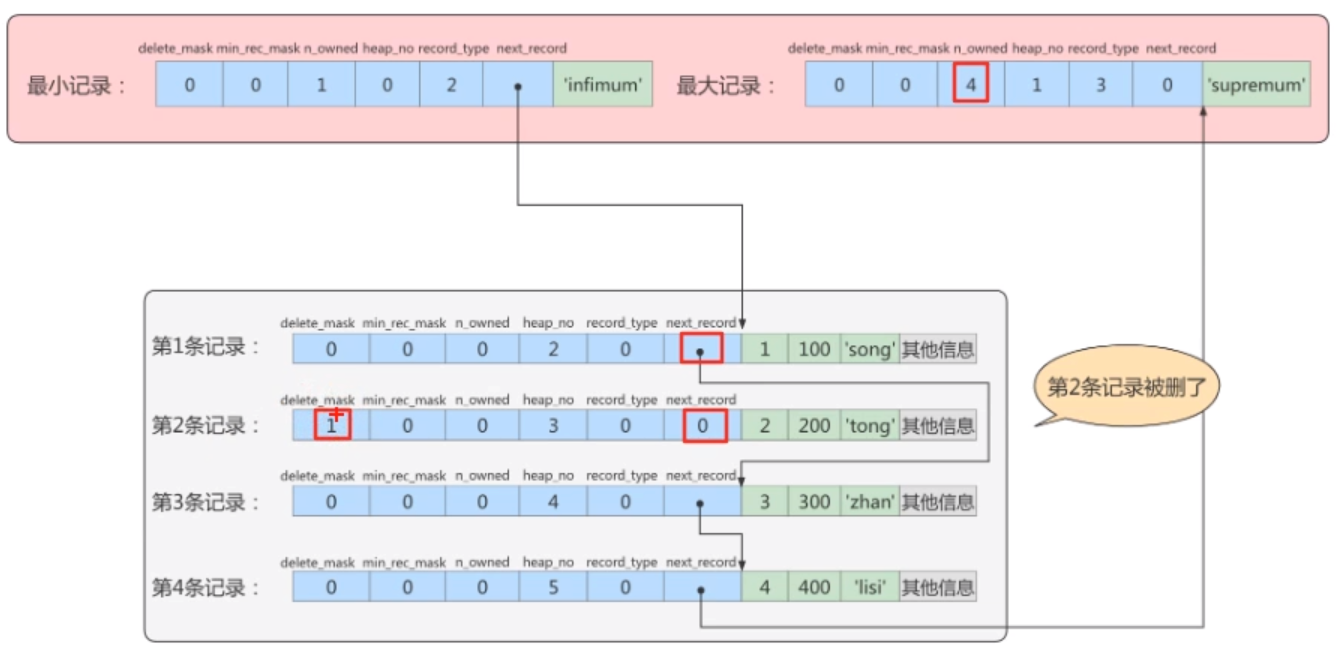 delete_mask min_rec_mask n_owned heap_no record_type next_record
最小记录： 0 0 1 0 2 'infimum'
delete_mask min_rec_mask n_owned heap_no record_type next_record
最大记录： 0 0 4 1 3 0 'supremum'
delete_mask min_rec_mask n_owned heap_no record_type next_record
第1条记录： 0 0 0 2 0 1 100 'song' 其他信息
delete_mask min_rec_mask n_owned heap_no record_type next_record
第2条记录： 1 0 0 3 0 0 2 200 'tong' 其他信息
第2条记录被删了
delete_mask min_rec_mask n_owned heap_no record_type next_record
第3条记录： 0 0 0 4 0 3 300 'zhan' 其他信息
delete_mask min_rec_mask n_owned heap_no record_type next_record
第4条记录： 0 0 0 5 0 4 400 'lisi' 其他信息